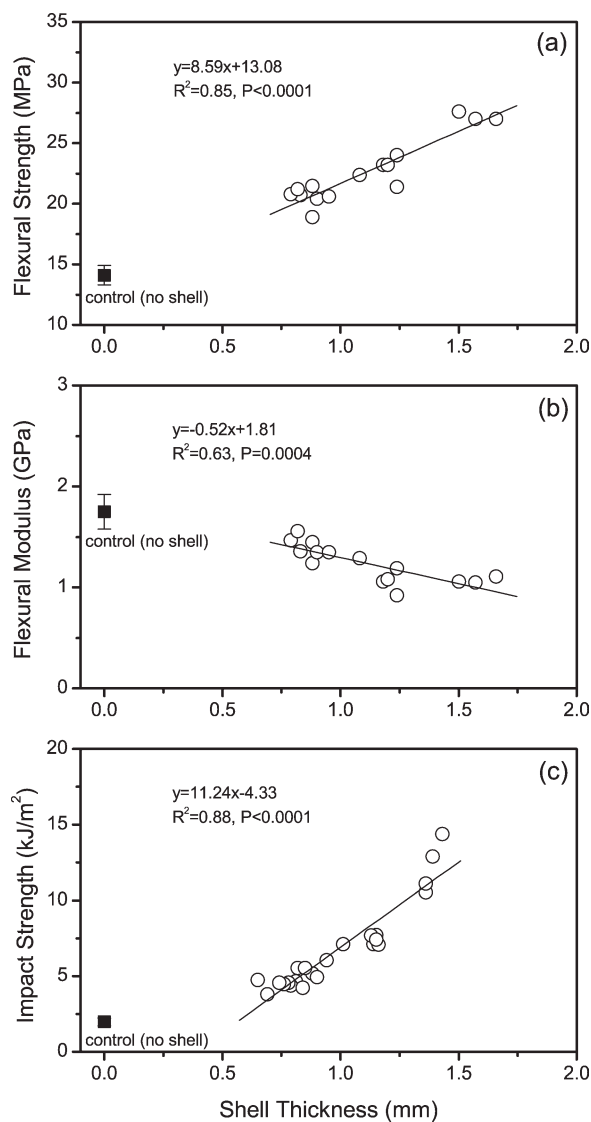 (a)
y=8.59x+13.08
R²=0.85, P<0.0001
Flexural Strength (MPa)
35
30
25
20
15
10
control (no shell)
0.0 0.5 1.0 1.5 2.0
(b)
y=-0.52x+1.81
R²=0.63, P=0.0004
Flexural Modulus (GPa)
3
2
1
0
control (no shell)
0.0 0.5 1.0 1.5 2.0
(c)
y=11.24x-4.33
R²=0.88, P<0.0001
Impact Strength (kJ/m²)
20
15
10
5
0
control (no shell)
0.0 0.5 1.0 1.5 2.0
Shell Thickness (mm)